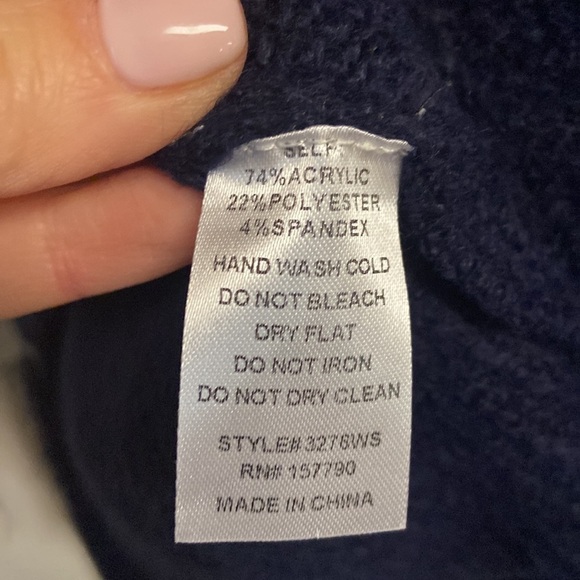 SELF:
74%ACRYLIC
22%POLYESTER
4%SPANDEX
HAND WASH COLD
DO NOT BLEACH
DRY FLAT
DO NOT IRON
DO NOT DRY CLEAN
STYLE# 3276WS
RN# 157790
MADE IN CHINA